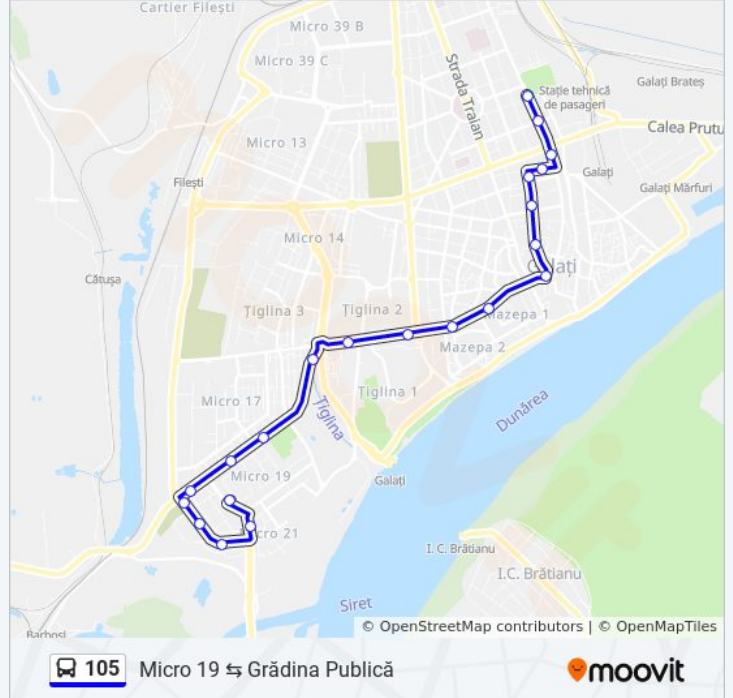 Cartier Filești
Micro 39 B
Micro 39 C
Strada Traian
Stație tehnică
de pasageri
Galați Brateș
Calea Prutu
Micro 13
Filești
Galați
Galați Mărfuri
Micro 14
Galați
Cătușa
Țiglina 3
Țiglina 2
Mazepa 1
Mazepa 2
Țiglina 1
Dunărea
Micro 17
Țiglina
Micro 19
Galați
cro 21
I. C. Brătianu
I.C. Brătianu
Siret
Barboși
© OpenStreetMap contributors | © OpenMapTiles
105 Micro 19 ⇆ Grădina Publică
moovit